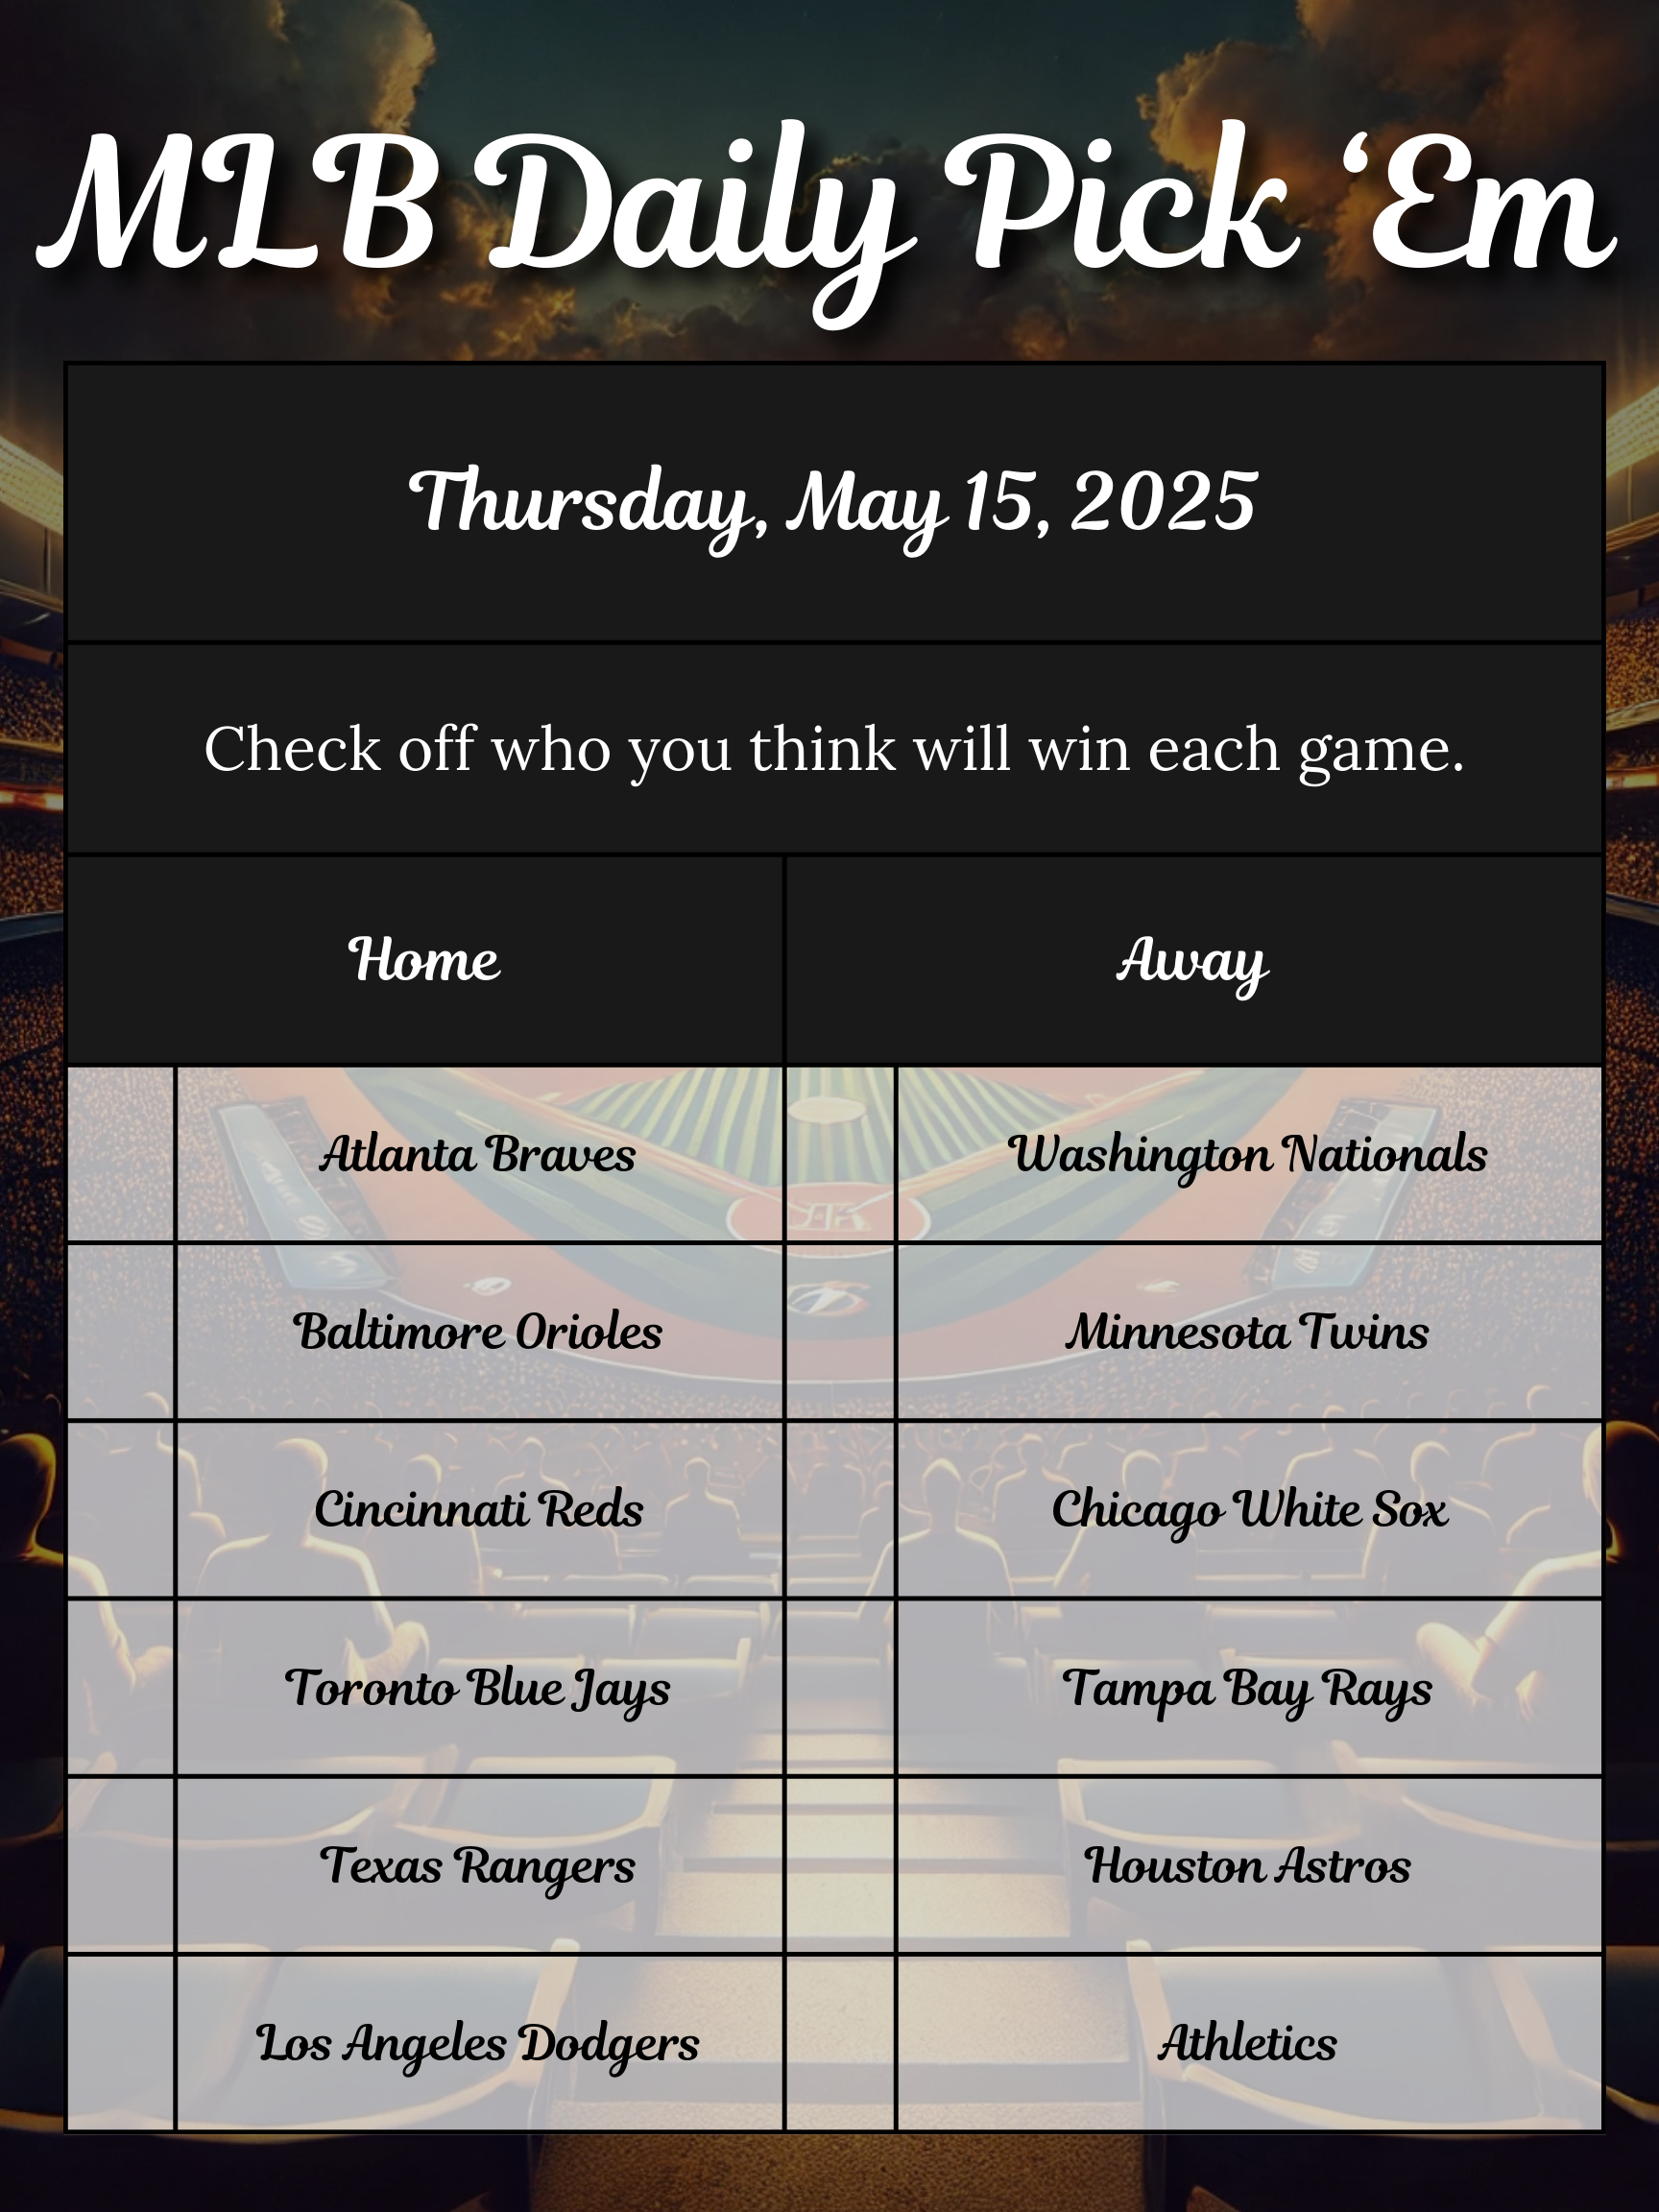 MLB Daily Pick ‘Em
Thursday, May 15, 2025
Check off who you think will win each game.
Home Away
Atlanta Braves Washington Nationals
Baltimore Orioles Minnesota Twins
Cincinnati Reds Chicago White Sox
Toronto Blue Jays Tampa Bay Rays
Texas Rangers Houston Astros
Los Angeles Dodgers Athletics